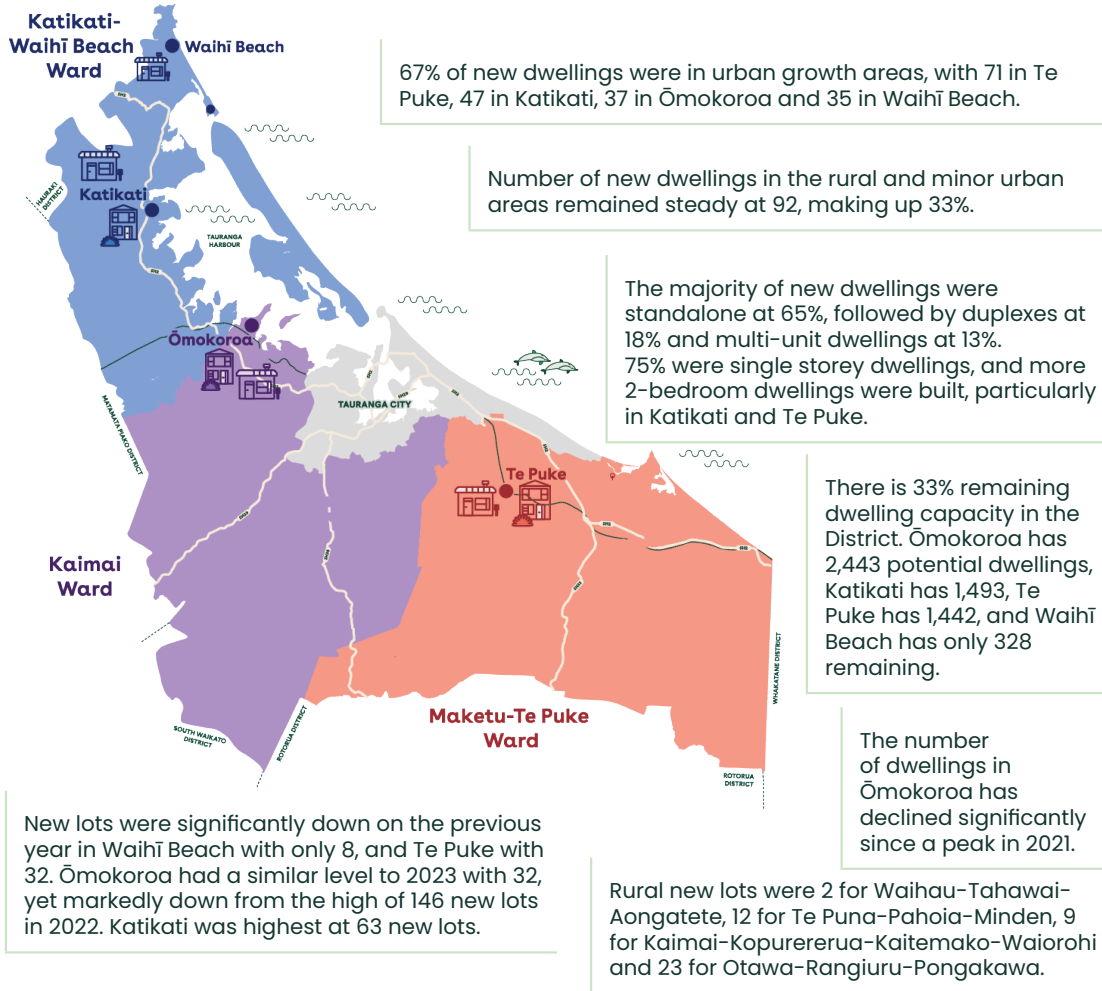 Katikati-
Waihī Beach
Ward
Waihī Beach
67% of new dwellings were in urban growth areas, with 71 in Te
Puke, 47 in Katikati, 37 in Ōmokoroa and 35 in Waihī Beach.
Number of new dwellings in the rural and minor urban
areas remained steady at 92, making up 33%.
HAURAKI
DISTRICT
Katikati
TAURANGA
HARBOUR
The majority of new dwellings were
standalone at 65%, followed by duplexes at
18% and multi-unit dwellings at 13%.
75% were single storey dwellings, and more
2-bedroom dwellings were built, particularly
in Katikati and Te Puke.
Ōmokoroa
TAURANGA CITY
MATAMATA PIAKO DISTRICT
Te Puke
There is 33% remaining
dwelling capacity in the
District. Ōmokoroa has
2,443 potential dwellings,
Katikati has 1,493, Te
Puke has 1,442, and Waihī
Beach has only 328
remaining.
Kaimai
Ward
WHAKATANE DISTRICT
Maketu-Te Puke
Ward
SOUTH WAIKATO
DISTRICT
ROTORUA DISTRICT
ROTORUA
DISTRICT
The number
of dwellings in
Ōmokoroa has
declined significantly
since a peak in 2021.
New lots were significantly down on the previous
year in Waihī Beach with only 8, and Te Puke with
32. Ōmokoroa had a similar level to 2023 with 32,
yet markedly down from the high of 146 new lots
in 2022. Katikati was highest at 63 new lots.
Rural new lots were 2 for Waihau-Tahawai-
Aongatete, 12 for Te Puna-Pahoia-Minden, 9
for Kaimai-Kopurererua-Kaitemako-Waiorohi
and 23 for Otawa-Rangiuru-Pongakawa.